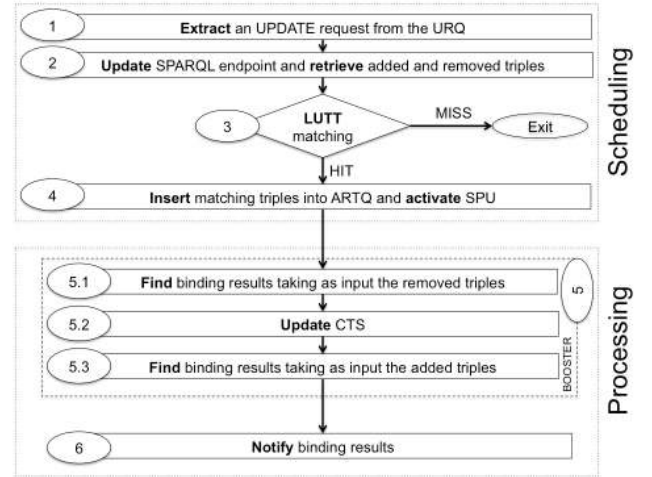 1
Extract an UPDATE request from the URQ
2
Update SPARQL endpoint and retrieve added and removed triples
3
LUTT
matching
MISS
Exit
HIT
4
Insert matching triples into ARTQ and activate SPU
Scheduling
5
5.1
Find binding results taking as input the removed triples
5.2
Update CTS
5.3
Find binding results taking as input the added triples
BOOSTER
6
Notify binding results
Processing